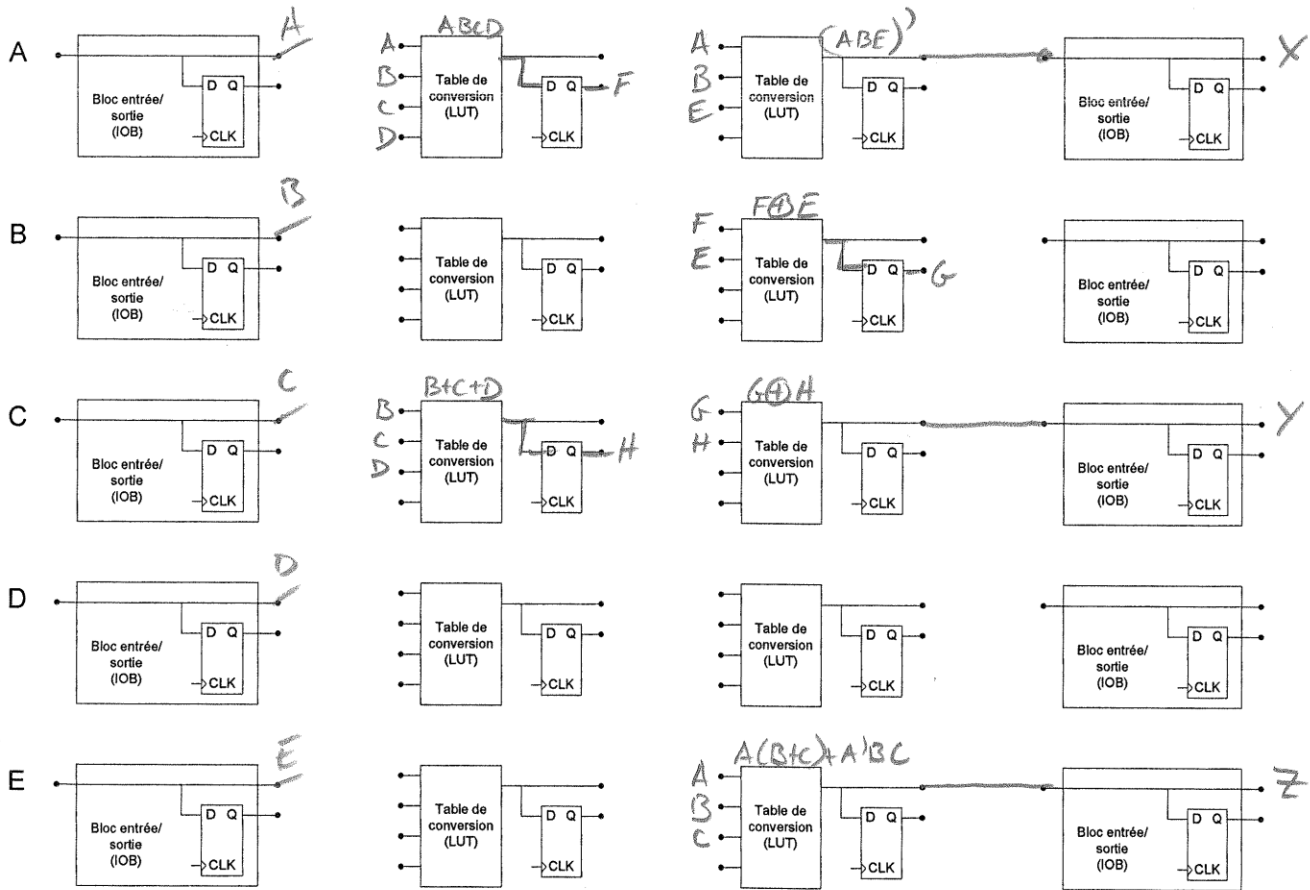 A
Bloc entrée/
sortie
(IOB)
D Q
CLK
A
ABCD
A
B
C
D
Table de
conversion
(LUT)
D Q
CLK
F
(ABE)'
A
B
E
Table de
conversion
(LUT)
D Q
CLK
Bloc entrée/
sortie
(IOB)
D Q
CLK
X
B
Bloc entrée/
sortie
(IOB)
D Q
CLK
B
Table de
conversion
(LUT)
D Q
CLK
F⊕E
F
E
Table de
conversion
(LUT)
D Q
CLK
G
Bloc entrée/
sortie
(IOB)
D Q
CLK
C
Bloc entrée/
sortie
(IOB)
D Q
CLK
C
B+C+D
B
C
D
Table de
conversion
(LUT)
D Q
CLK
H
G⊕H
G
H
Table de
conversion
(LUT)
D Q
CLK
Bloc entrée/
sortie
(IOB)
D Q
CLK
Y
D
Bloc entrée/
sortie
(IOB)
D Q
CLK
D
Table de
conversion
(LUT)
D Q
CLK
Table de
conversion
(LUT)
D Q
CLK
Bloc entrée/
sortie
(IOB)
D Q
CLK
E
Bloc entrée/
sortie
(IOB)
D Q
CLK
E
Table de
conversion
(LUT)
D Q
CLK
A(B+C)+A'BC
A
B
C
Table de
conversion
(LUT)
D Q
CLK
Bloc entrée/
sortie
(IOB)
D Q
CLK
Z